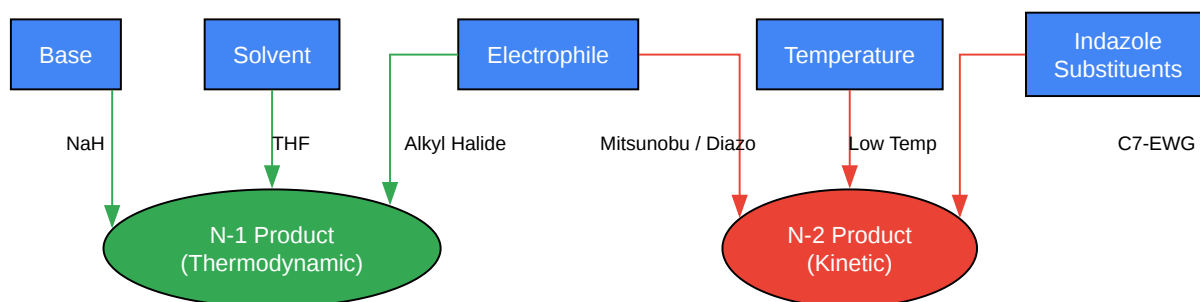 Base
Solvent
Electrophile
Temperature
Indazole
Substituents
NaH
THF
Alkyl Halide
Mitsunobu / Diazo
Low Temp
C7-EWG
N-1 Product
(Thermodynamic)
N-2 Product
(Kinetic)